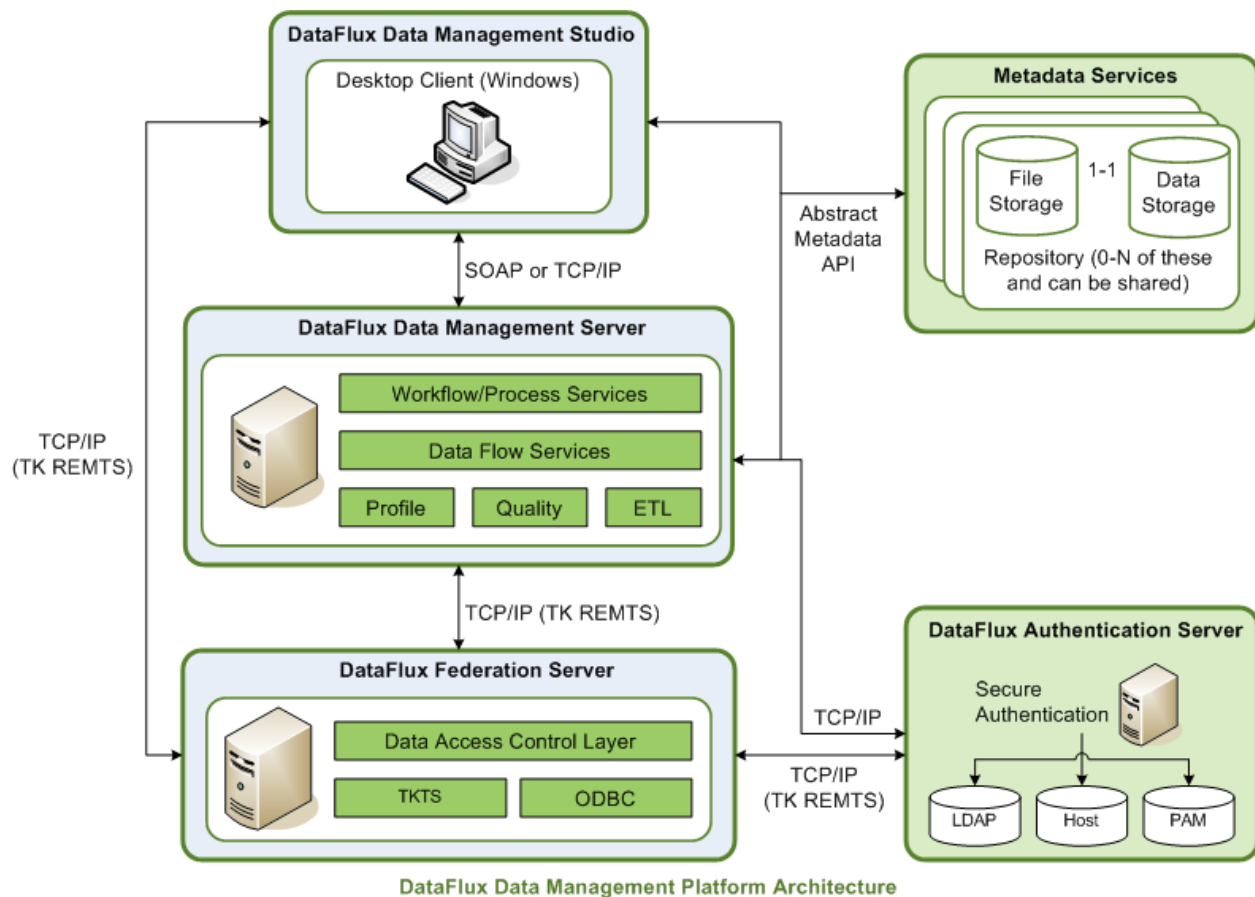 DataFlux Data Management Studio
Desktop Client (Windows)
Metadata Services
File
Storage
1-1
Data
Storage
Repository (0-N of these
and can be shared)
Abstract
Metadata
API
SOAP or TCP/IP
DataFlux Data Management Server
Workflow/Process Services
Data Flow Services
Profile
Quality
ETL
TCP/IP
(TK REMTS)
TCP/IP (TK REMTS)
DataFlux Federation Server
Data Access Control Layer
TKTS
ODBC
TCP/IP
TCP/IP
(TK REMTS)
DataFlux Authentication Server
Secure
Authentication
LDAP
Host
PAM
DataFlux Data Management Platform Architecture